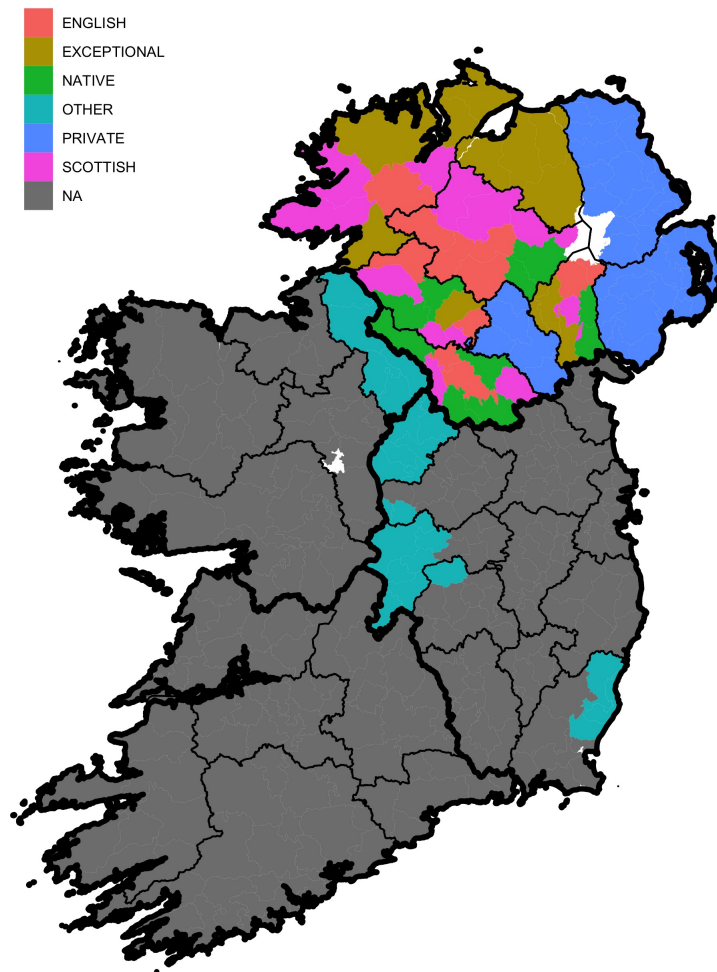 ENGLISH
EXCEPTIONAL
NATIVE
OTHER
PRIVATE
SCOTTISH
NA